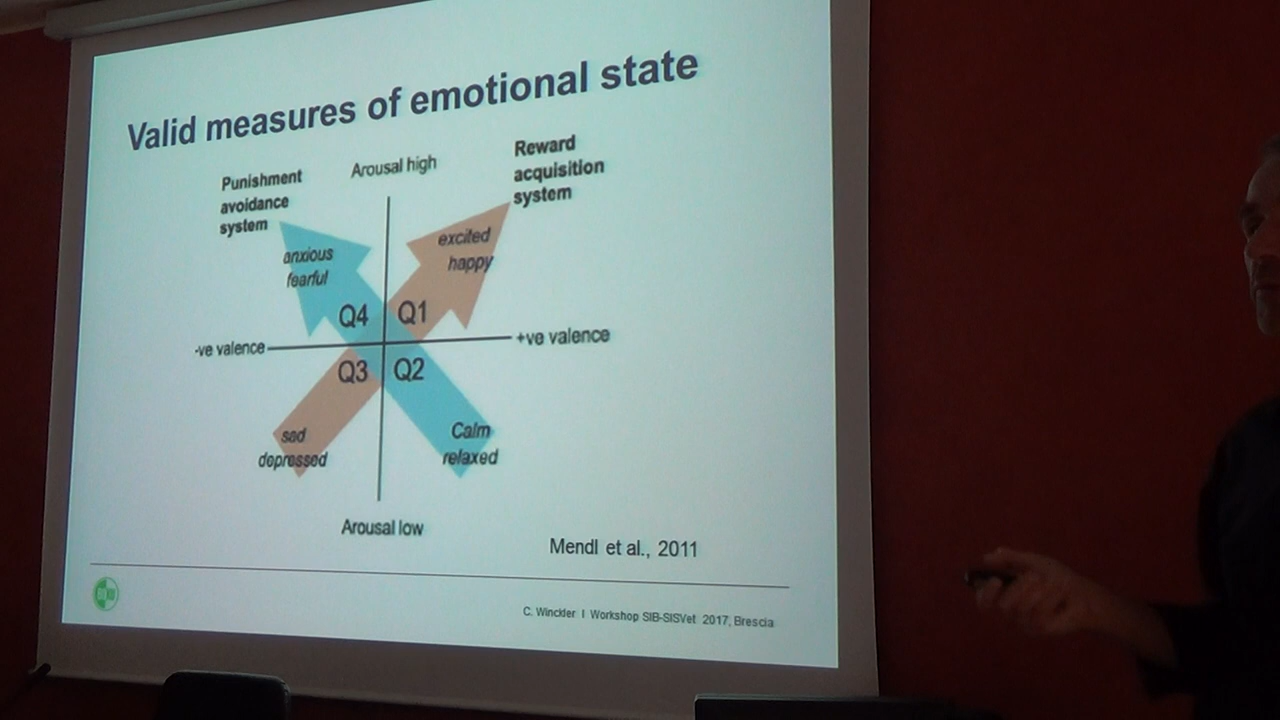 Valid measures of emotional state
Punishment
avoidance
system
Arousal high
Reward
acquisition
system
anxious
fearful
excited
happy
Q4
Q1
-ve valence
+ve valence
Q3
Q2
sad
depressed
Calm
relaxed
Arousal low
Mendl et al., 2011
C. Winckler I Workshop SIB-SISVet 2017, Brescia